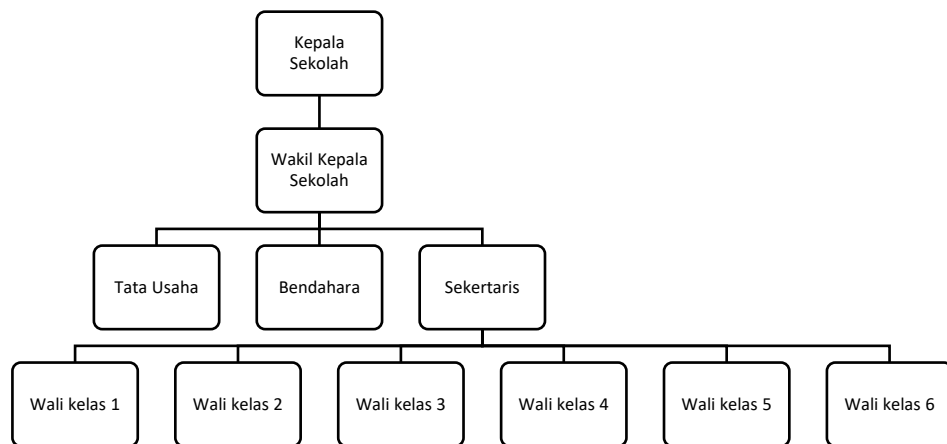 Kepala
Sekolah
Wakil Kepala
Sekolah
Tata Usaha
Bendahara
Sekertaris
Wali kelas 1
Wali kelas 2
Wali kelas 3
Wali kelas 4
Wali kelas 5
Wali kelas 6